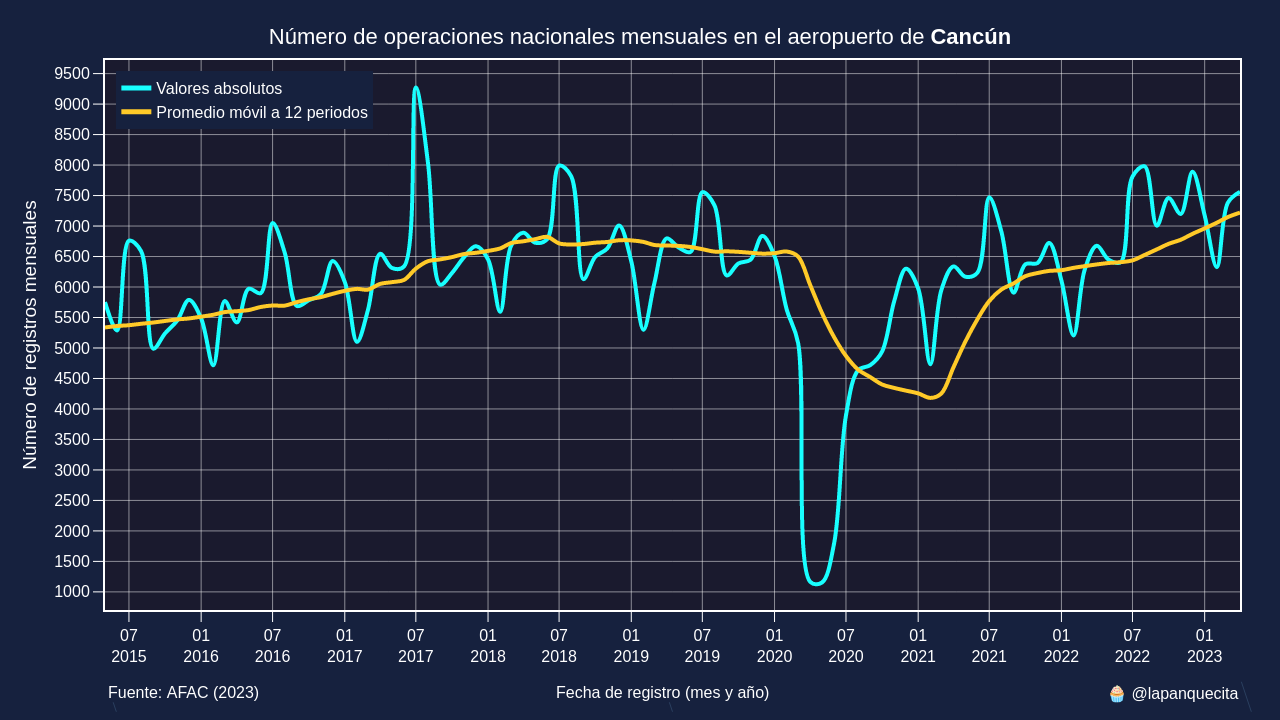 Número de operaciones nacionales mensuales en el aeropuerto de Cancún
Valores absolutos
Promedio móvil a 12 periodos
Número de registros mensuales
9500
9000
8500
8000
7500
7000
6500
6000
5500
5000
4500
4000
3500
3000
2500
2000
1500
1000
07 01 07 01 07 01 07 01 07 01 07 01 07 01 07 01
2015 2016 2016 2017 2017 2018 2018 2019 2019 2020 2020 2021 2021 2022 2022 2023
Fuente: AFAC (2023)
Fecha de registro (mes y año)
🧁 @lapanquecita